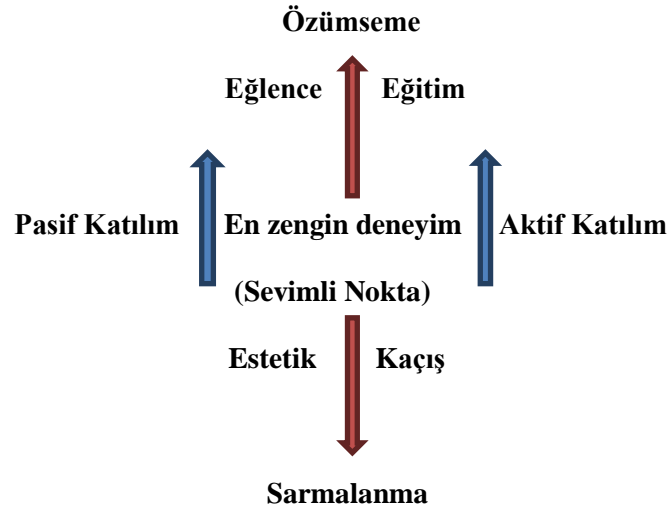 Özümseme
Eğlence Eğitim
Pasif Katılım En zengin deneyim Aktif Katılım
(Sevimli Nokta)
Estetik Kaçış
Sarmalanma